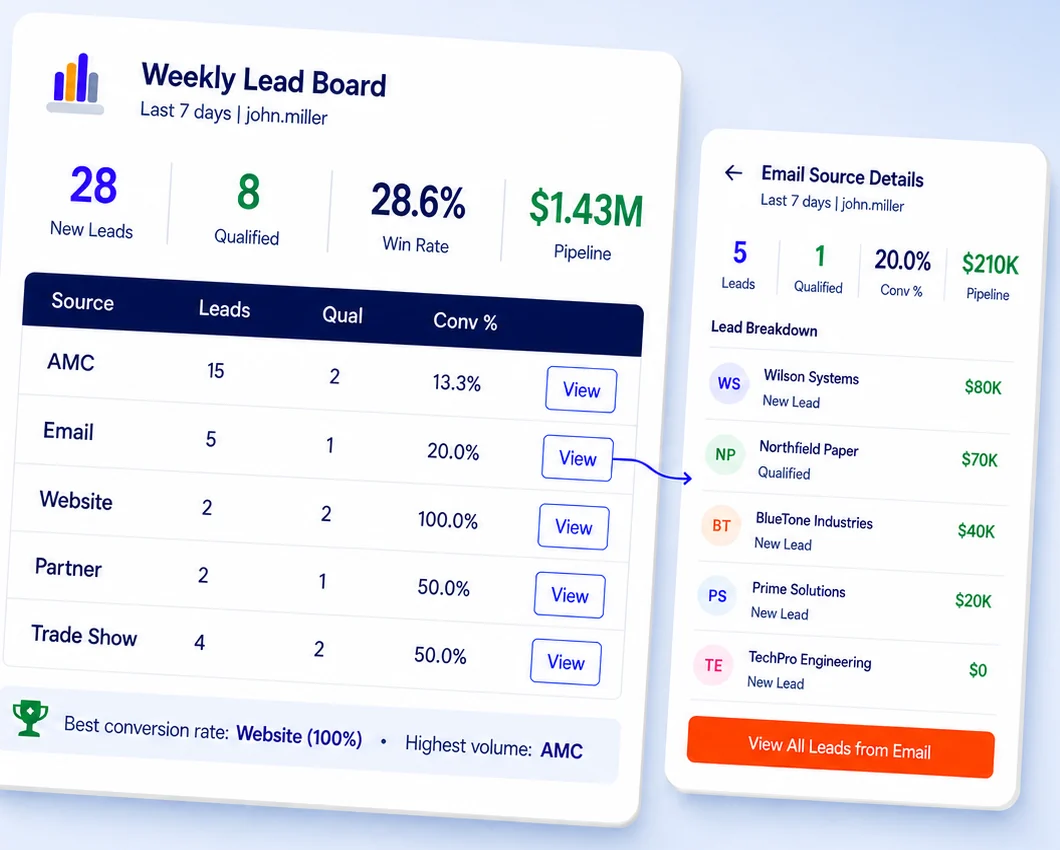 Weekly Lead Board
Last 7 days | john.miller
28
New Leads
8
Qualified
28.6%
Win Rate
$1.43M
Pipeline
Source Leads Qual Conv %
AMC 15 2 13.3% View
Email 5 1 20.0% View
Website 2 2 100.0% View
Partner 2 1 50.0% View
Trade Show 4 2 50.0% View
Best conversion rate: Website (100%) • Highest volume: AMC
Email Source Details
Last 7 days | john.miller
5
Leads
1
Qualified
20.0%
Conv %
$210K
Pipeline
Lead Breakdown
WS Wilson Systems $80K
New Lead
NP Northfield Paper $70K
Qualified
BT BlueTone Industries $40K
New Lead
PS Prime Solutions $20K
New Lead
TE TechPro Engineering $0
New Lead
View All Leads from Email